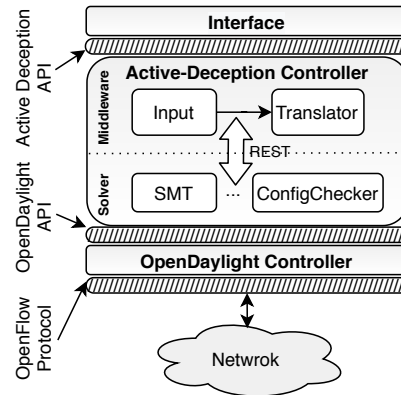 Interface
Active Deception
API
Active-Deception Controller
Middleware
Input
Translator
REST
Solver
SMT
...
ConfigChecker
OpenDaylight
API
OpenDaylight Controller
OpenFlow
Protocol
Netwrok